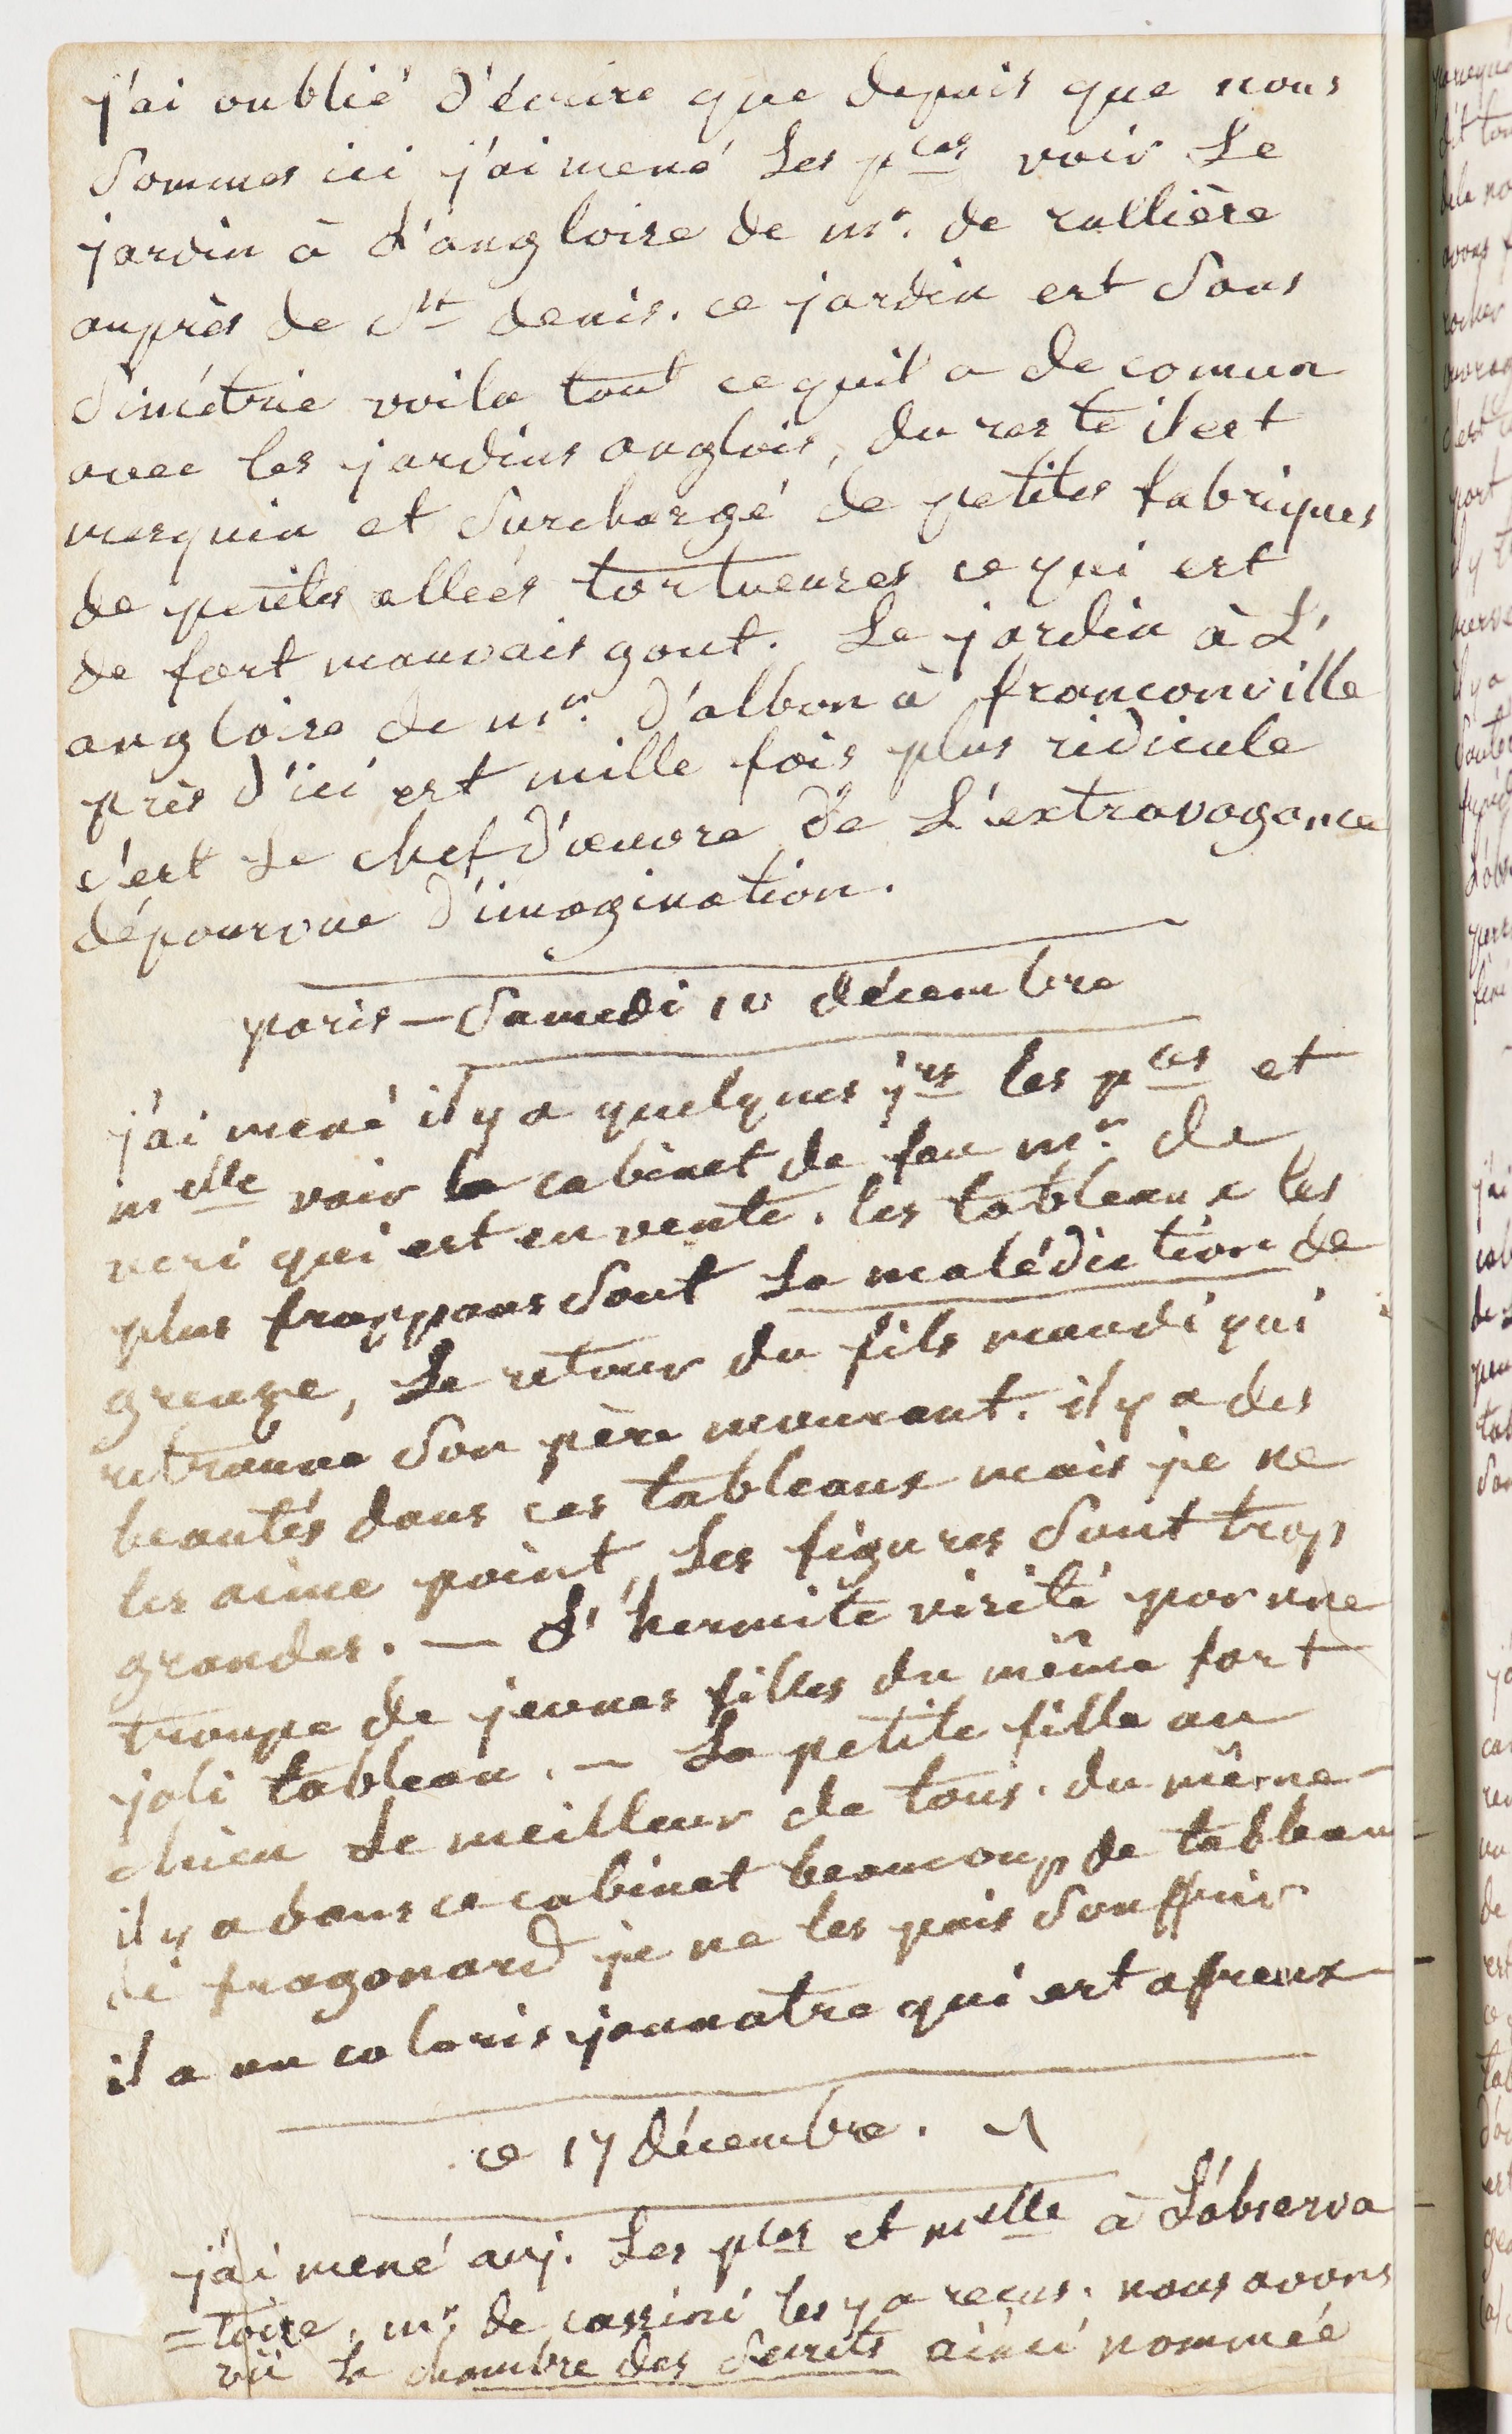 j'ai oublié d'écrire que depuis que nous
sommes ici j'ai mené les p^ces voir le
jardin à l'angloise de m^r. de rallière
auprès de S^t denis. ce jardin est sans
simétrie voila tout ce quil a de comun
avec les jardins anglois, du reste il est
mesquin et surchargé de petites fabriques
de petites allées tortueuses ce qui est
de fort mauvais gout. le jardin à l'
angloise de m^r. d'albon à franconville
près d'ici est mille fois plus ridicule
c'est le chef d'œuvre de l'extravagance
dépourvue d'imagination.
paris — samedi 10 décembre
j'ai mené il y a quelques j^rs les p^ces et
m^elle voir le cabinet de feu m^r. de
veri qui est en vente. les tableaux les
plus frappans sont la malédiction de
greuze, le retour du fils maudi qui
retrouve son père mourant. il y a des
beautés dans ces tableaux mais je ne
les aime point, les figures sont trop
grandes. — l'hermite visité par une
troupe de jeunes filles du même fort
joli tableau. — la petite fille au
chien le meilleur de tous. du même —
il y a dans ce cabinet beaucoup de tableaux
de fragonard je ne les puis souffrir
il a un coloris jaunatre qui est afreux —
ce 17 décembre.
j'ai mené auj. les p^ces et m^elle à l'observa
=toire, m^r. de cassini les y a reçus. nous avons
vû la chambre des secrets ainsi nommée